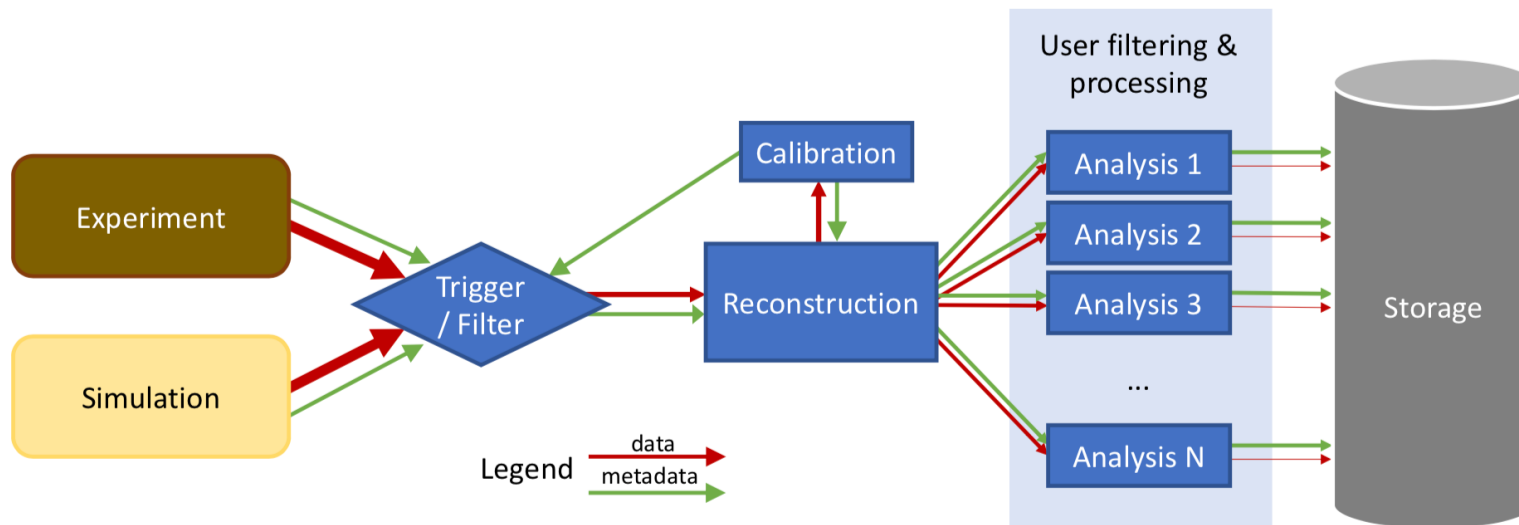 User filtering &
processing
Experiment
Simulation
Trigger
/ Filter
Calibration
Reconstruction
Analysis 1
Analysis 2
Analysis 3
...
Analysis N
Storage
Legend
data
metadata